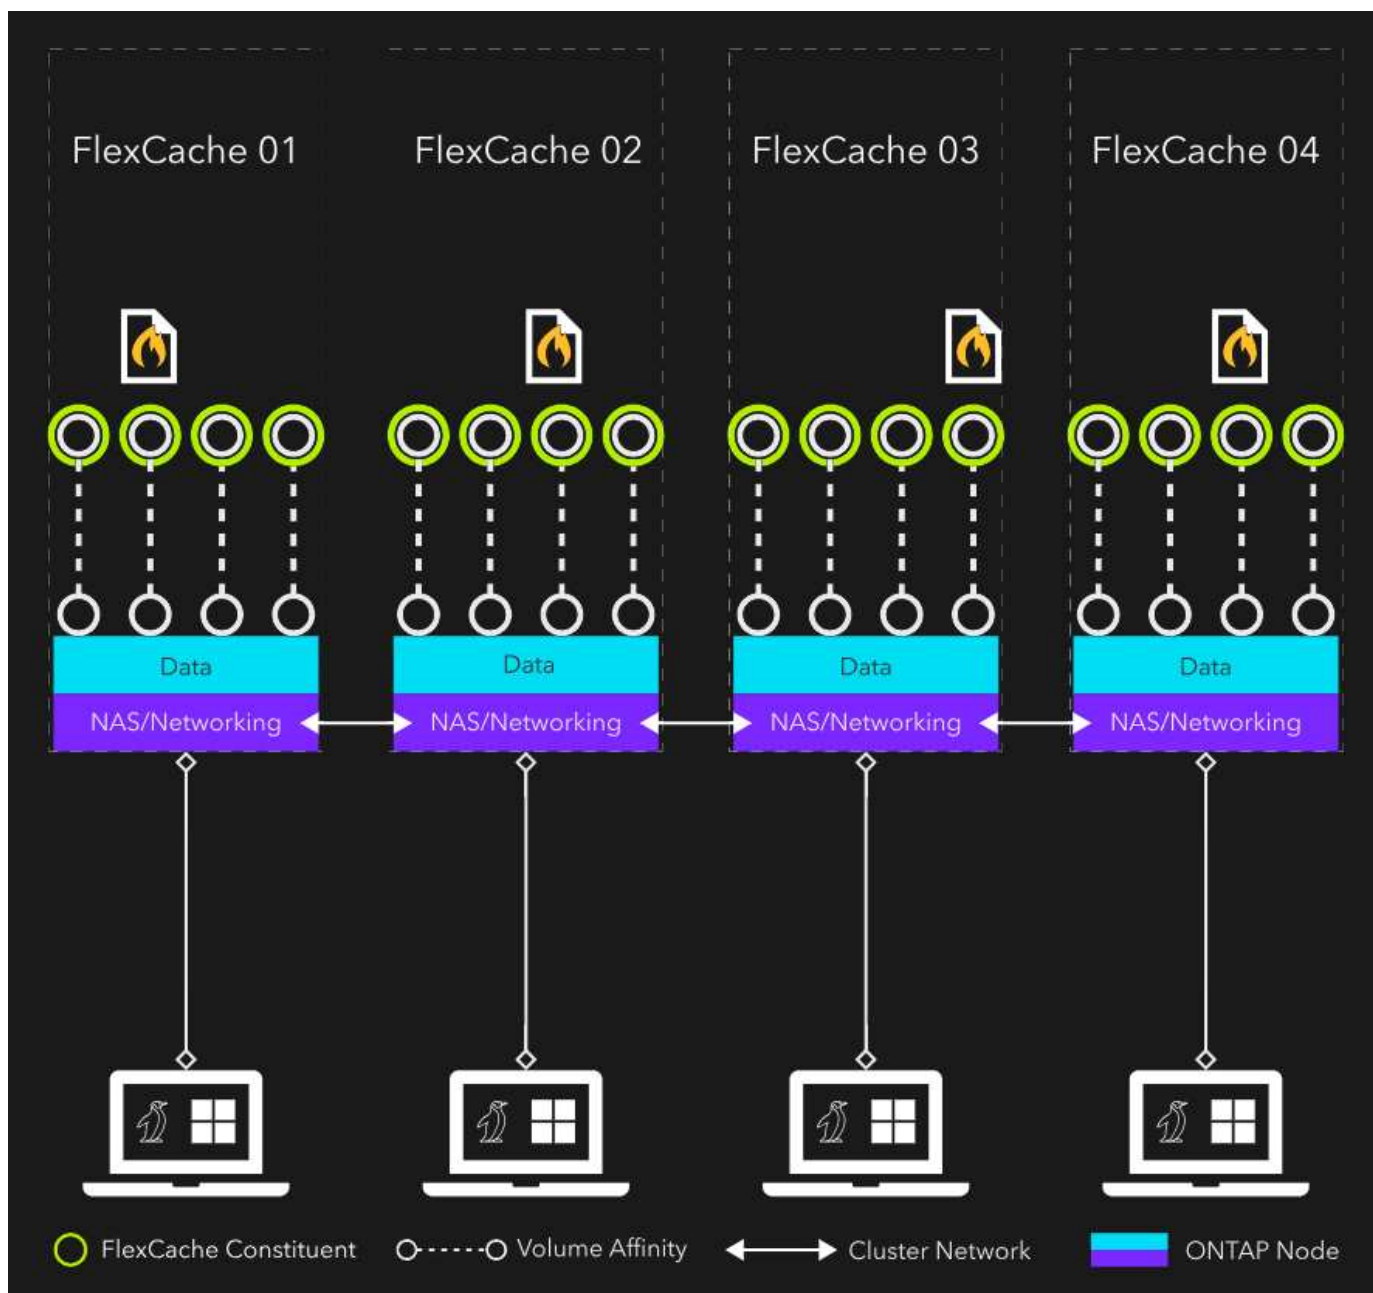 FlexCache 01 FlexCache 02 FlexCache 03 FlexCache 04
Data Data Data Data
NAS/Networking NAS/Networking NAS/Networking NAS/Networking
FlexCache Constituent Volume Affinity Cluster Network ONTAP Node